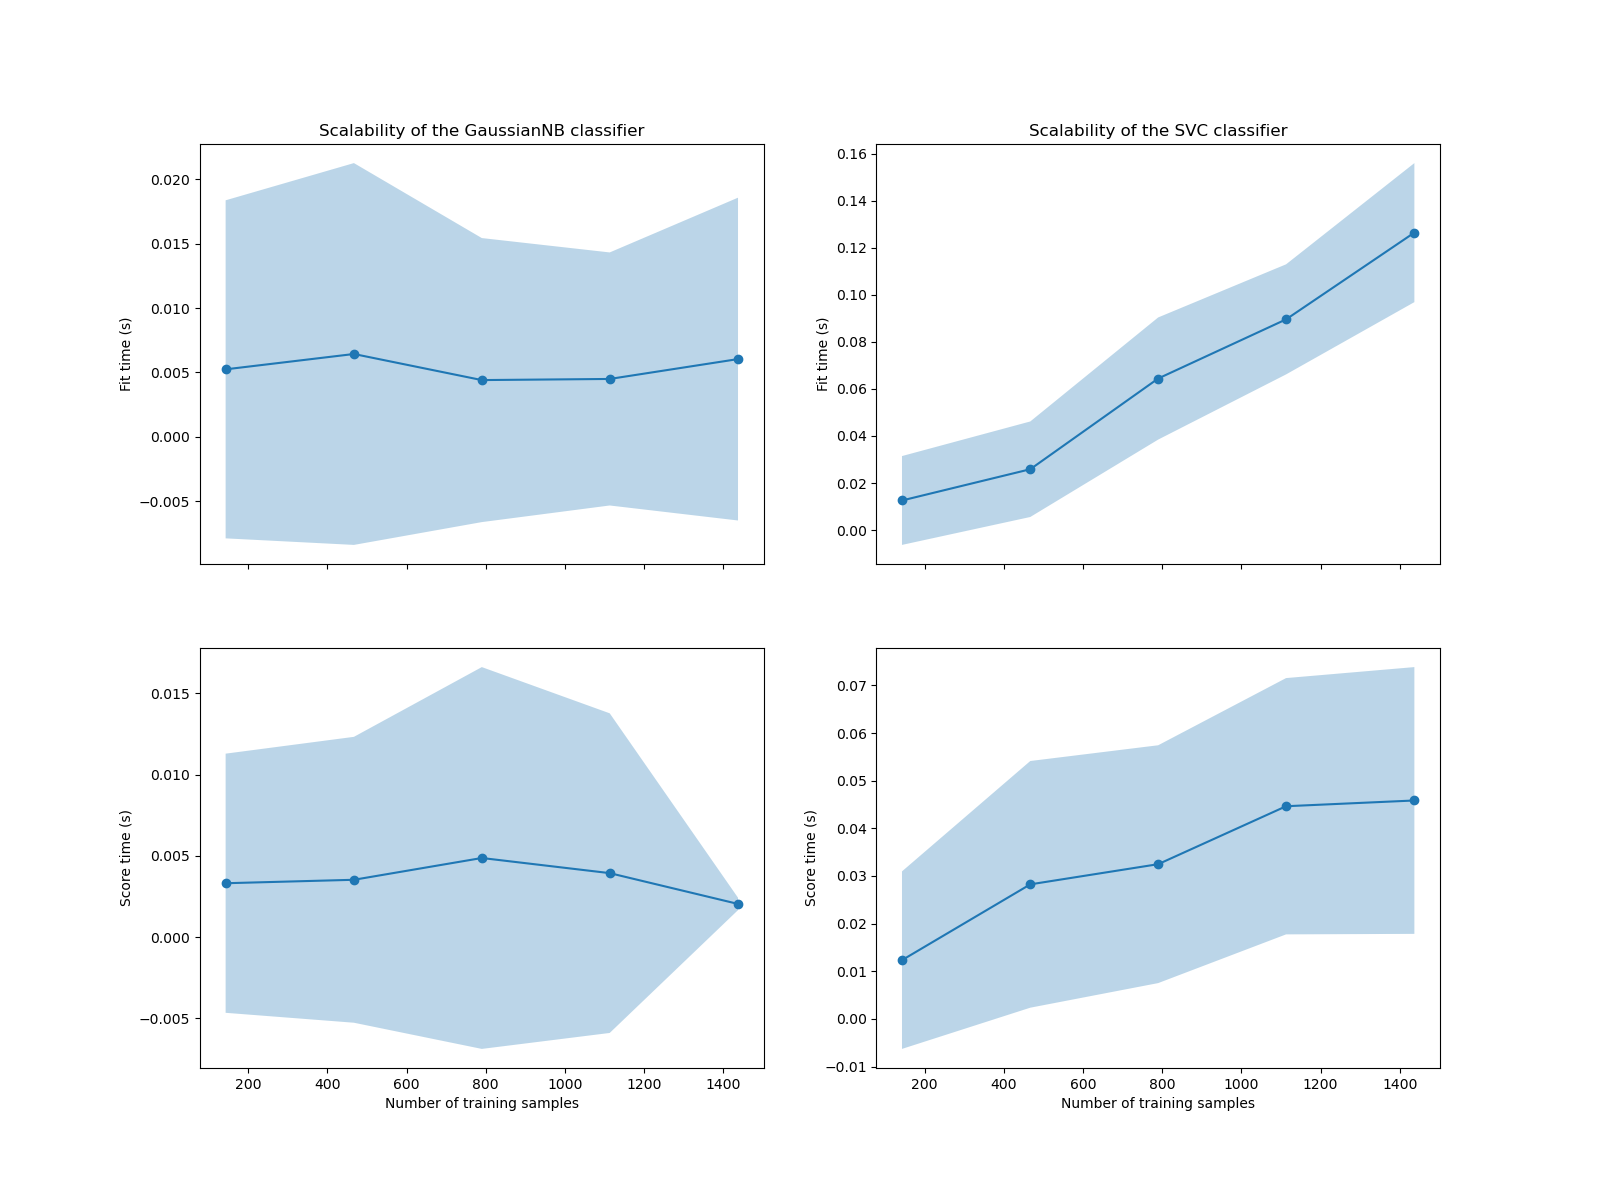 Scalability of the GaussianNB classifier
0.020
0.015
0.010
0.005
0.000
−0.005
Fit time (s)
Scalability of the SVC classifier
0.16
0.14
0.12
0.10
0.08
0.06
0.04
0.02
0.00
Fit time (s)
0.015
0.010
0.005
0.000
−0.005
Score time (s)
200 400 600 800 1000 1200 1400
Number of training samples
0.07
0.06
0.05
0.04
0.03
0.02
0.01
0.00
−0.01
Score time (s)
200 400 600 800 1000 1200 1400
Number of training samples